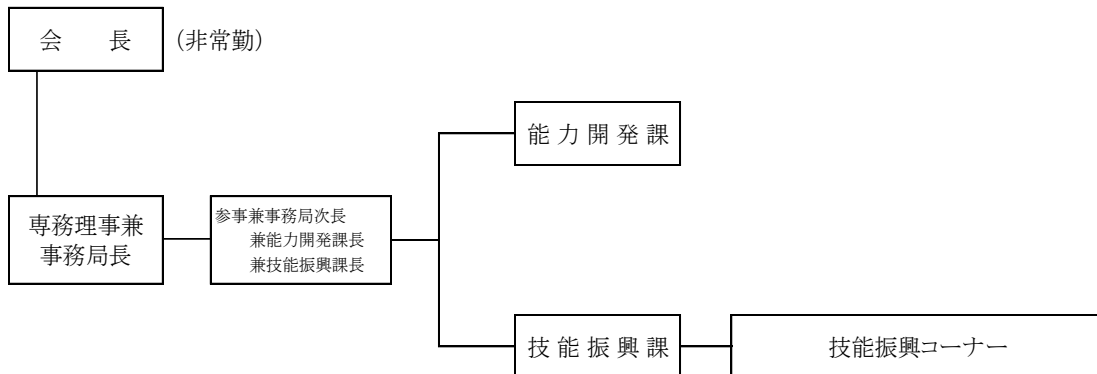 会　　長　(非常勤)
能 力 開 発 課
専務理事兼
事務局長
参事兼事務局次長
兼能力開発課長
兼技能振興課長
技 能 振 興 課
技能振興コーナー